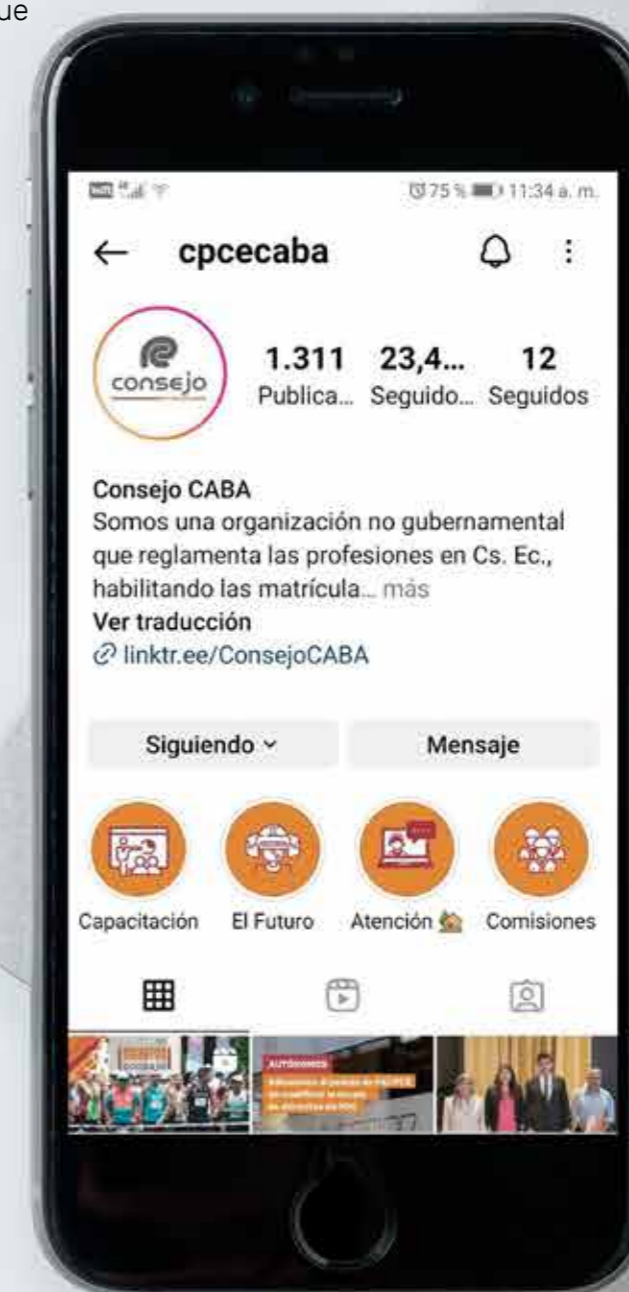 ue
75 % 11:34 a. m.
cpcecaba
consejo
1.311 23,4... 12
Publica... Seguido... Seguidos
Consejo CABA
Somos una organización no gubernamental
que reglamenta las profesiones en Cs. Ec.,
habilitando las matrícula... más
Ver traducción
linktr.ee/ConsejoCABA
Siguiendo Mensaje
Capacitación El Futuro Atención Comisiones
AUTÓNOMOS